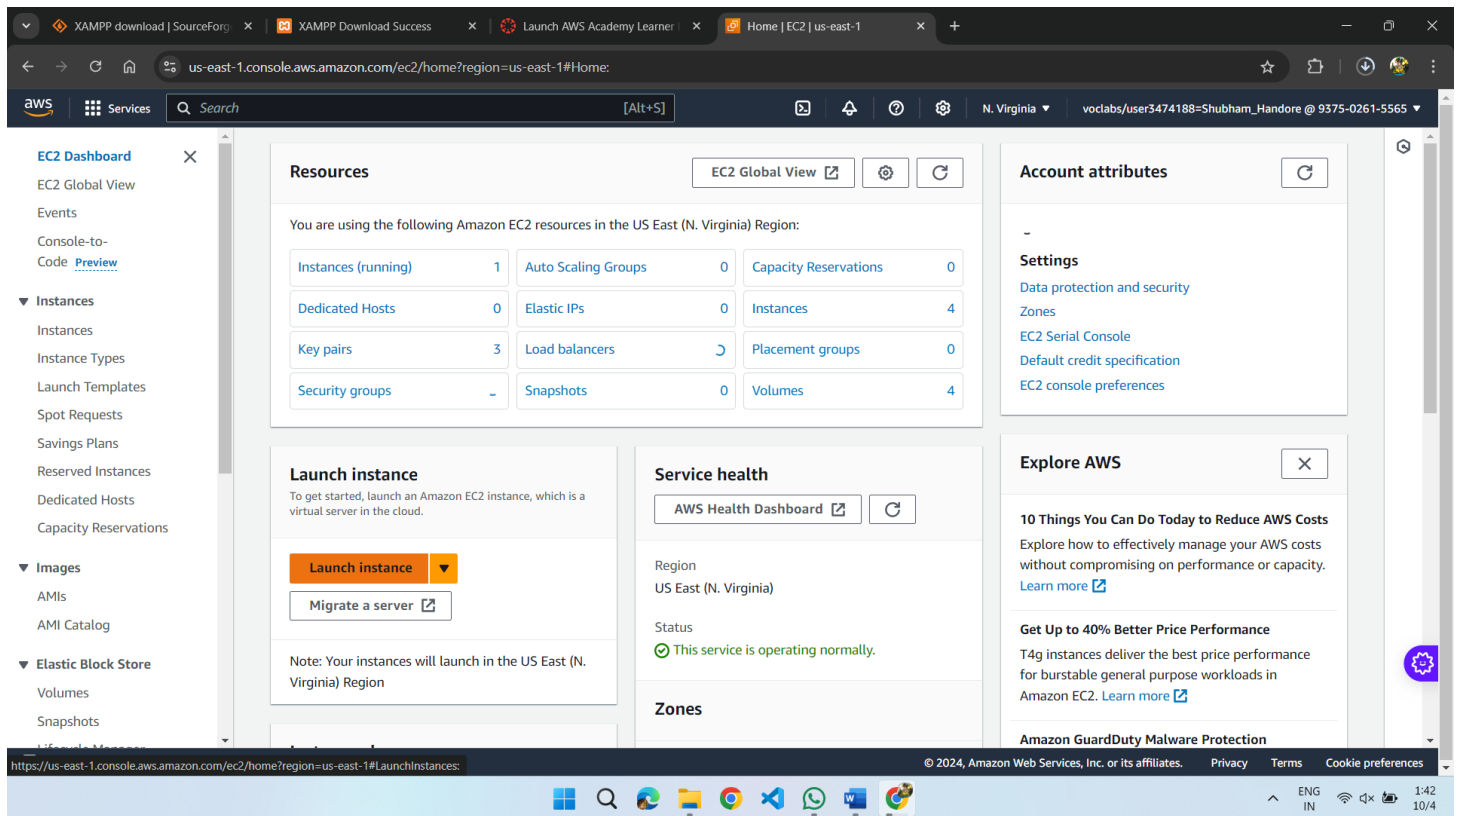 XAMPP download | SourceForg
XAMPP Download Success
Launch AWS Academy Learner
Home | EC2 | us-east-1
us-east-1.console.aws.amazon.com/ec2/home?region=us-east-1#Home:
aws
Services
Search
[Alt+S]
N. Virginia
voclabs/user3474188=Shubham_Handore @ 9375-0261-5565
EC2 Dashboard
EC2 Global View
Events
Console-to-
Code Preview
Instances
Instances
Instance Types
Launch Templates
Spot Requests
Savings Plans
Reserved Instances
Dedicated Hosts
Capacity Reservations
Images
AMIs
AMI Catalog
Elastic Block Store
Volumes
Snapshots
Resources
EC2 Global View
You are using the following Amazon EC2 resources in the US East (N. Virginia) Region:
Instances (running) 1
Auto Scaling Groups 0
Capacity Reservations 0
Dedicated Hosts 0
Elastic IPs 0
Instances 4
Key pairs 3
Load balancers
Placement groups 0
Security groups
Snapshots 0
Volumes 4
Launch instance
To get started, launch an Amazon EC2 instance, which is a
virtual server in the cloud.
Launch instance
Migrate a server
Note: Your instances will launch in the US East (N.
Virginia) Region
Service health
AWS Health Dashboard
Region
US East (N. Virginia)
Status
This service is operating normally.
Zones
Account attributes
-
Settings
Data protection and security
Zones
EC2 Serial Console
Default credit specification
EC2 console preferences
Explore AWS
10 Things You Can Do Today to Reduce AWS Costs
Explore how to effectively manage your AWS costs
without compromising on performance or capacity.
Learn more
Get Up to 40% Better Price Performance
T4g instances deliver the best price performance
for burstable general purpose workloads in
Amazon EC2. Learn more
Amazon GuardDuty Malware Protection
https://us-east-1.console.aws.amazon.com/ec2/home?region=us-east-1#LaunchInstances:
© 2024, Amazon Web Services, Inc. or its affiliates.
Privacy
Terms
Cookie preferences
ENG
IN
1:42
10/4